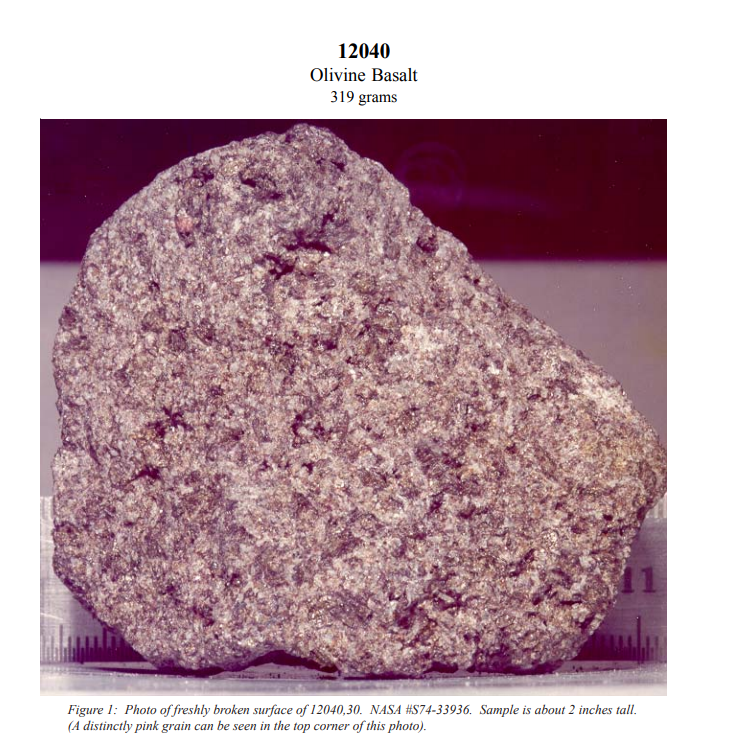 12040
Olivine Basalt
319 grams
11
Figure 1: Photo of freshly broken surface of 12040,30. NASA #S74-33936. Sample is about 2 inches tall.
(A distinctly pink grain can be seen in the top corner of this photo).